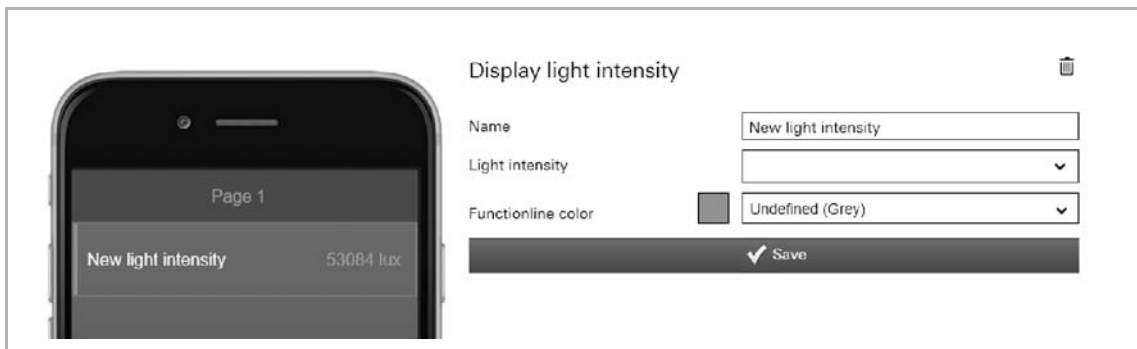 Page 1
New light intensity 53084 lux
Display light intensity
Name New light intensity
Light intensity
Functionline color Undefined (Grey)
Save